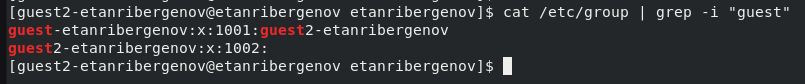 [guest2-etanribergenov@etanribergenov etanribergenov]$ cat /etc/group | grep -i "guest"
guest-etanribergenov:x:1001:guest2-etanribergenov
guest2-etanribergenov:x:1002:
[guest2-etanribergenov@etanribergenov etanribergenov]$